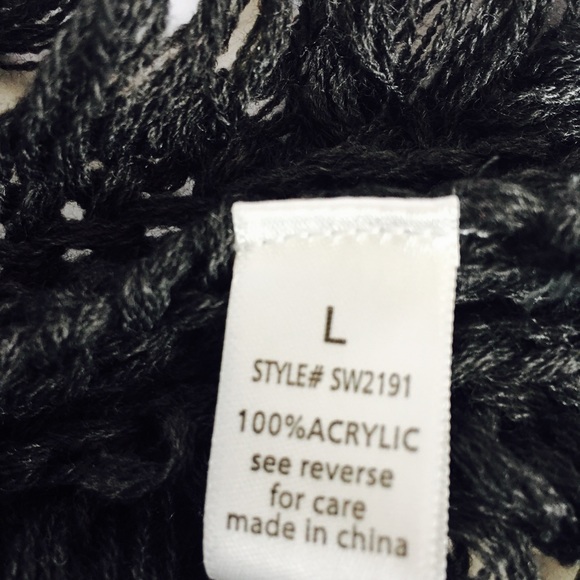 L
STYLE# SW2191
100%ACRYLIC
see reverse
for care
made in china